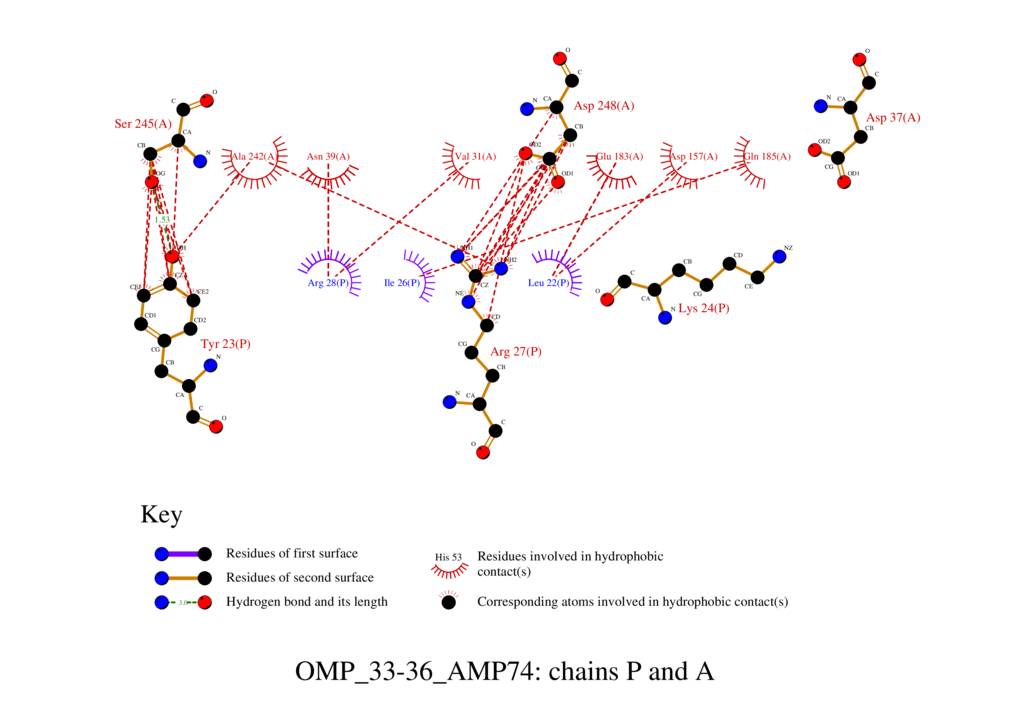 O
C
CA
N
CB
OG
Ser 245(A)
O
C
CA
N
CB
OD2
OD1
Asp 248(A)
O
C
CA
N
CB
OD2
CG
OD1
Asp 37(A)
Ala 242(A) Asn 39(A) Val 31(A) Glu 183(A) Asp 157(A) Gln 185(A)
1.53
Arg 28(P) Ile 26(P) Leu 22(P)
CZ
CE2
CD1
CD2
CG
CB
N
CA
C
O
Tyr 23(P)
NH2
CZ
NE
CD
CG
CB
N
CA
C
O
Arg 27(P)
C
O
CA
N
CB
CG
CD
CE
NZ
Lys 24(P)
Key
Residues of first surface
Residues of second surface
3.0
Hydrogen bond and its length
His 53
Residues involved in hydrophobic
contact(s)
Corresponding atoms involved in hydrophobic contact(s)
OMP_33-36_AMP74: chains P and A